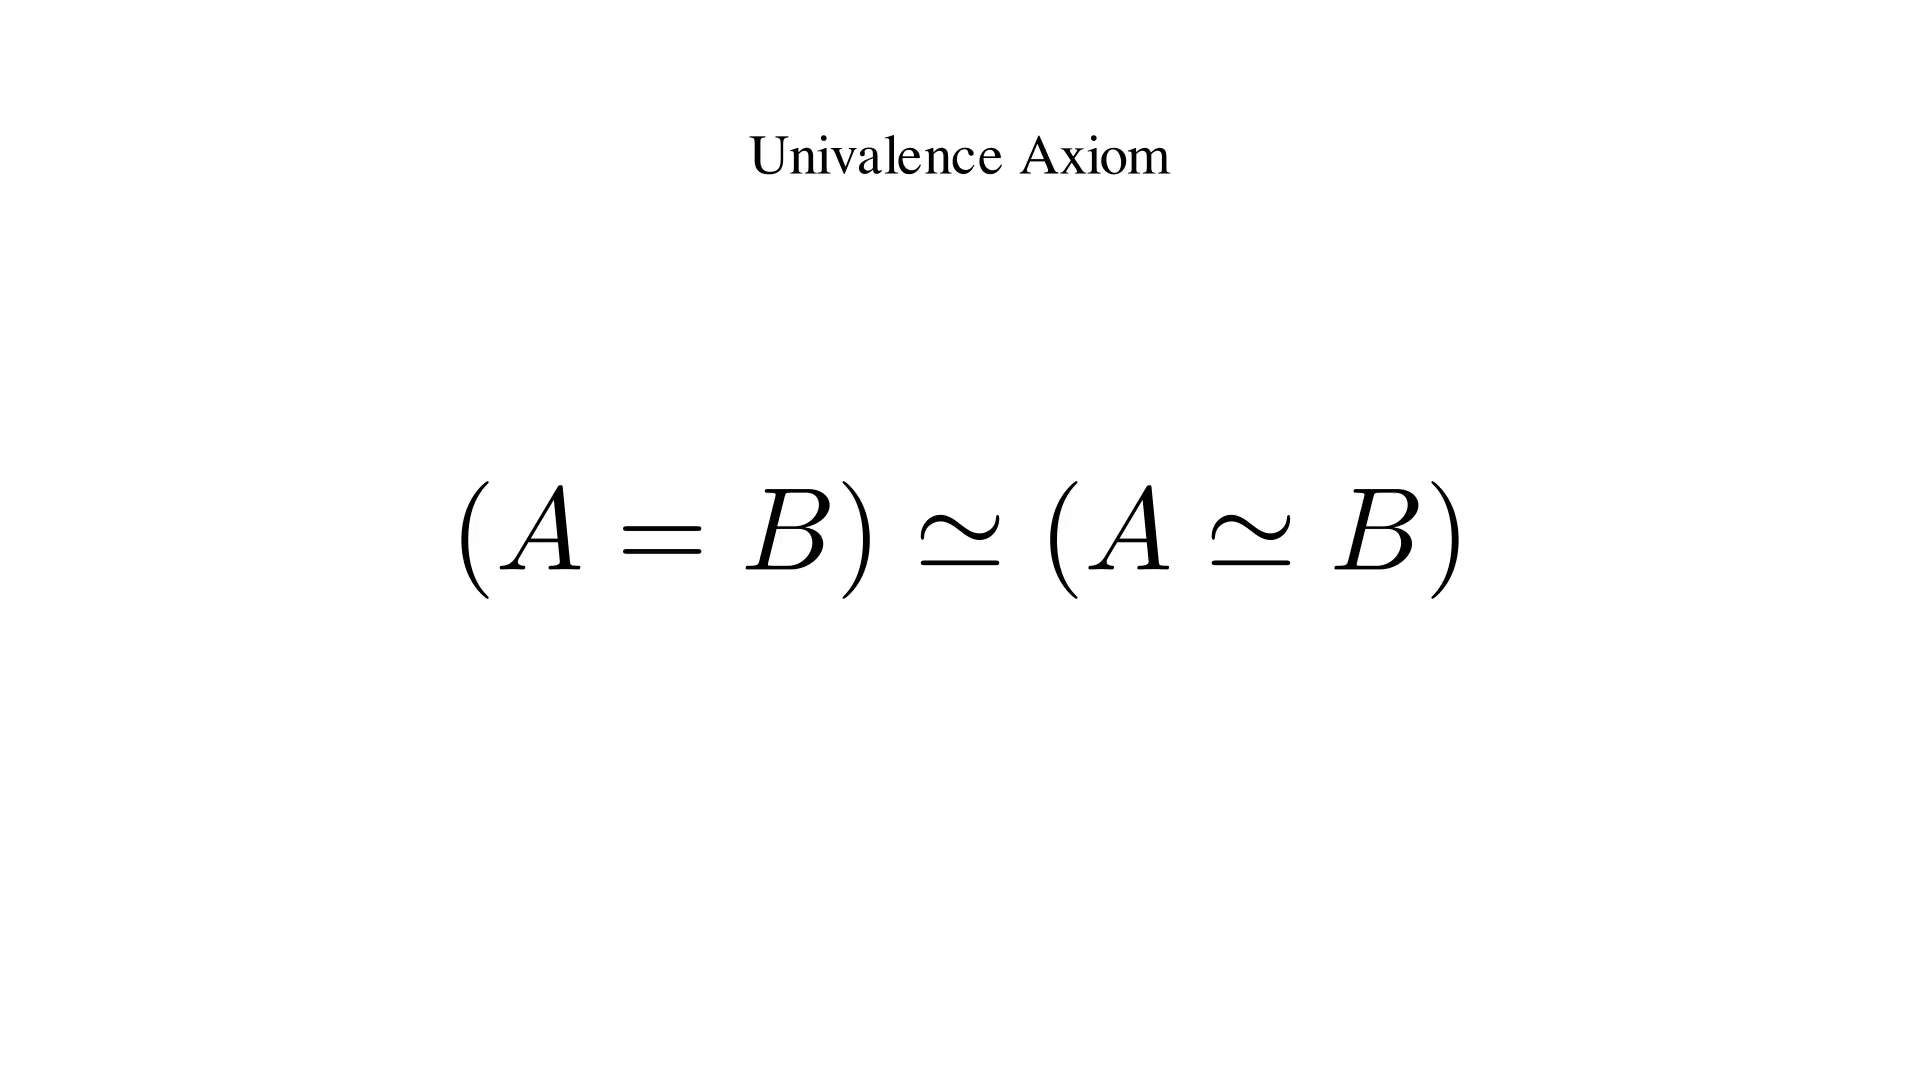 Univalence Axiom
(A = B) ≃ (A ≃ B)